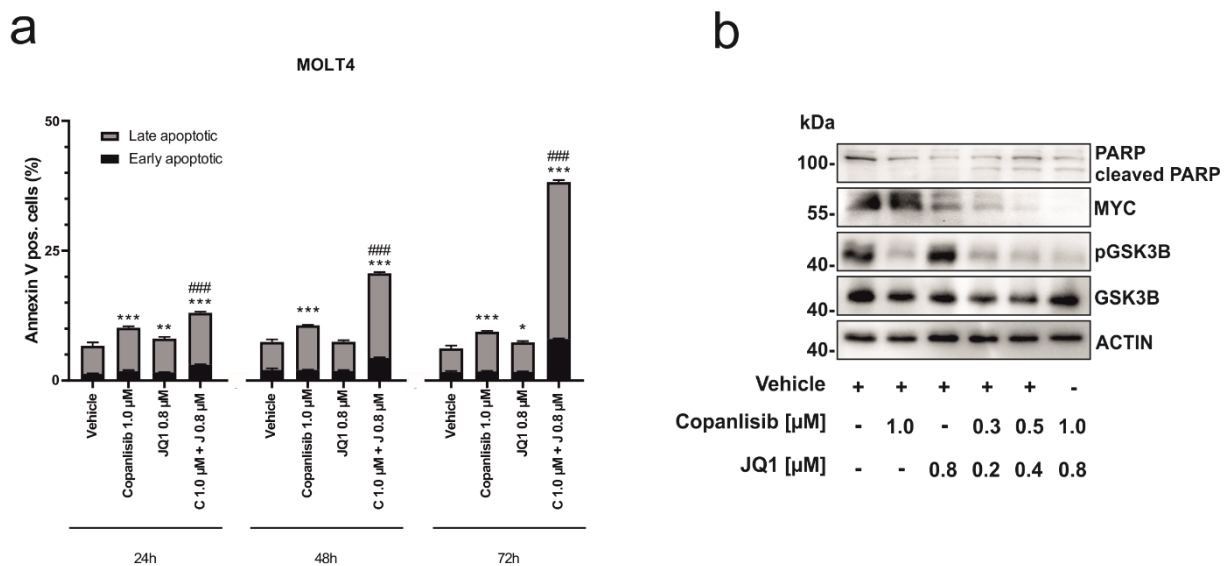 a
MOLT4
50
25
0
Annexin V pos. cells (%)
Late apoptotic
Early apoptotic
*** ** ### ***
*** ### ***
*** * ### ***
Vehicle
Copanlisib 1.0 µM
JQ1 0.8 µM
C 1.0 µM + J 0.8 µM
Vehicle
Copanlisib 1.0 µM
JQ1 0.8 µM
C 1.0 µM + J 0.8 µM
Vehicle
Copanlisib 1.0 µM
JQ1 0.8 µM
C 1.0 µM + J 0.8 µM
24h
48h
72h
b
kDa
100- PARP
cleaved PARP
55- MYC
40- pGSK3B
40- GSK3B
40- ACTIN
Vehicle + + + + + -
Copanlisib [µM] - 1.0 - 0.3 0.5 1.0
JQ1 [µM] - - 0.8 0.2 0.4 0.8